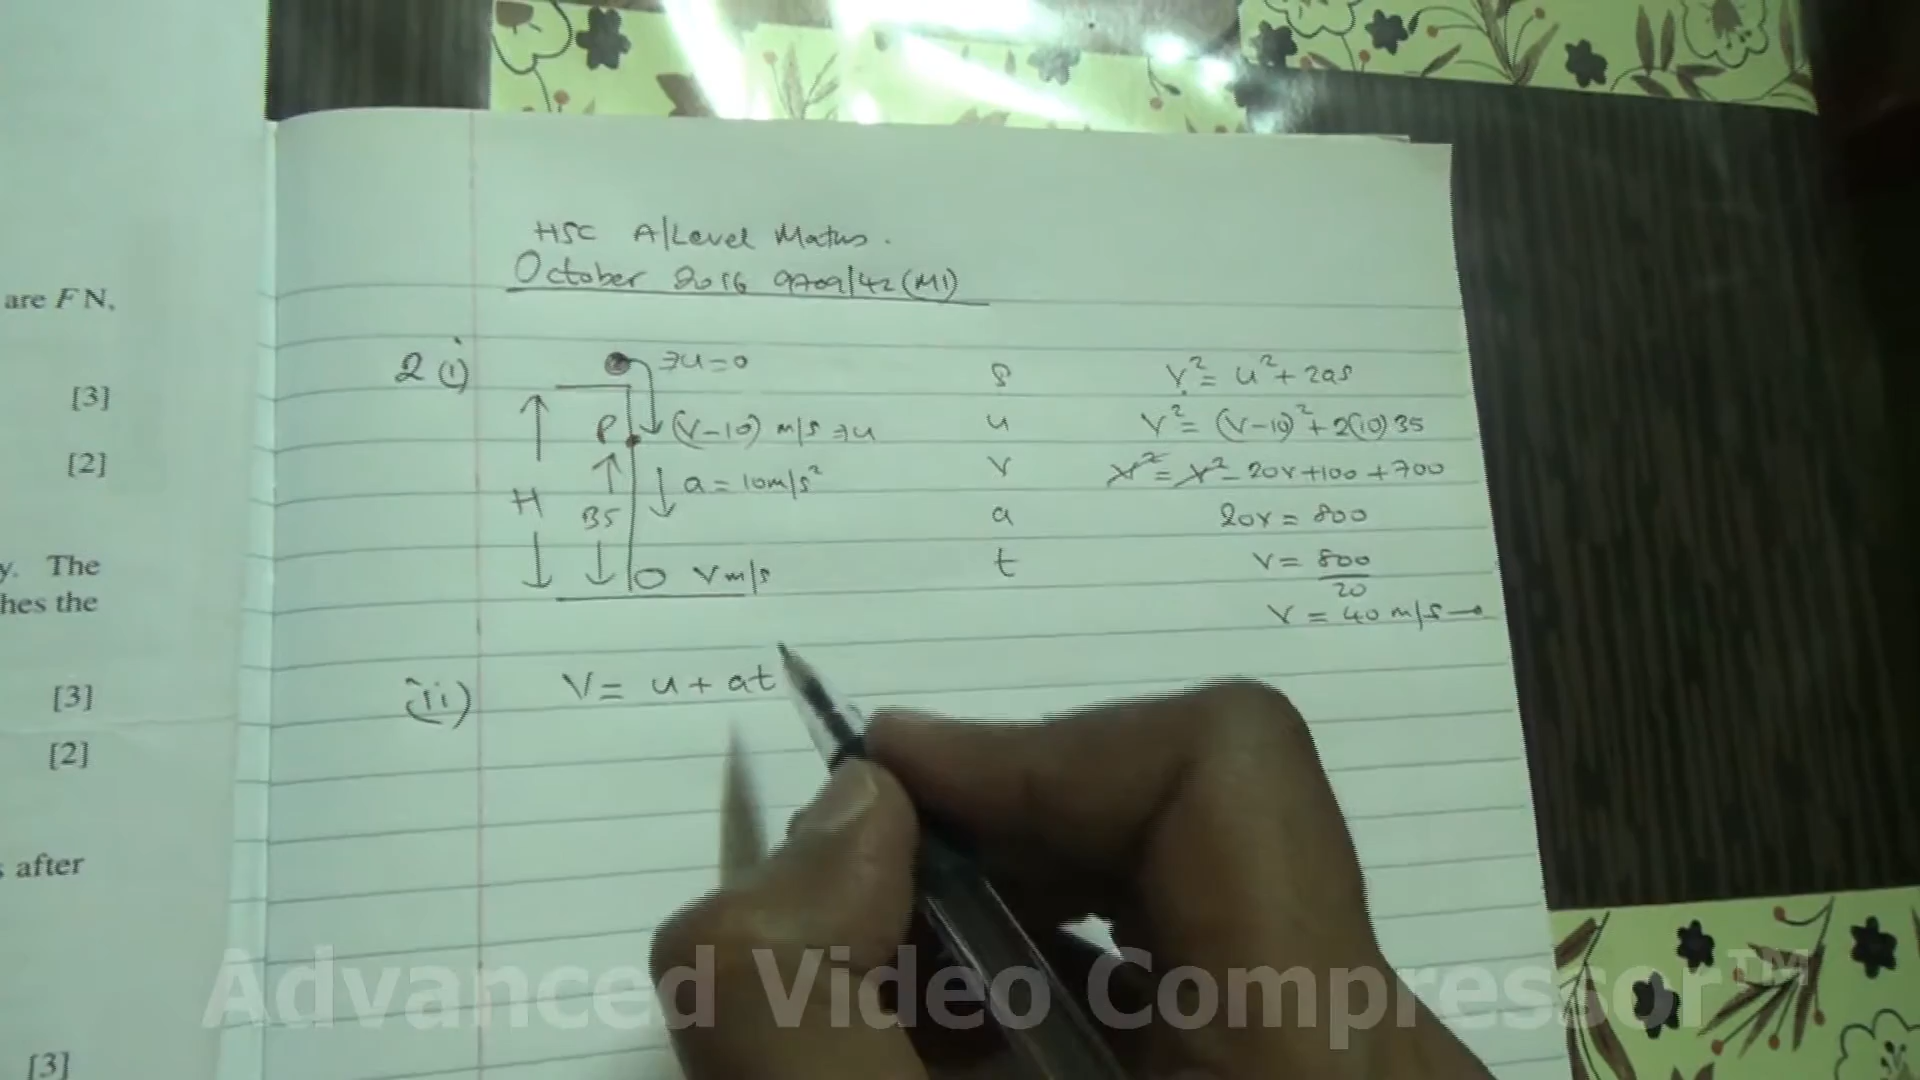 are F N,
[3]
[2]
y. The
hes the
[3]
[2]
s after
[3]
HSC A/Level Maths.
October 2016 9709/42 (M1)
2 (i)
u=0
P
(V-10) m/s
u
a = 10m/s²
H
35
O V m/s
s
u
v
a
t
V² = u² + 2as
V² = (V-10)² + 2(10)35
V² = V² - 20V + 100 + 700
20V = 800
V = 800
20
V = 40 m/s
(ii) V = u + at
Advanced Video Compressor™